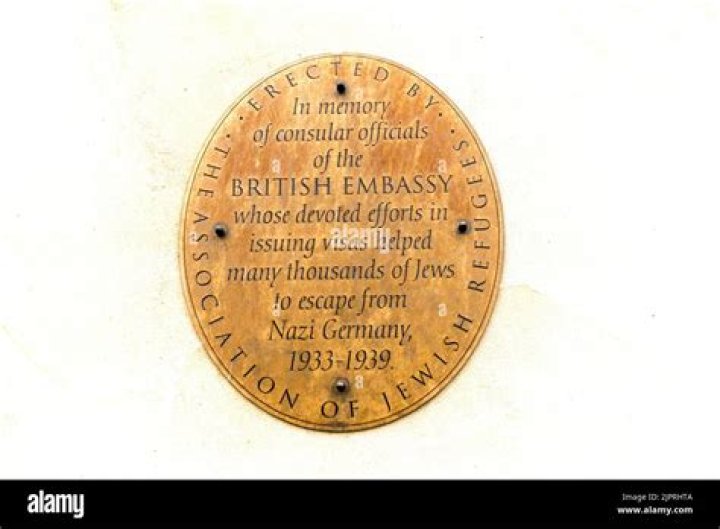 · ERECTED BY · ·
In memory
of consular officials
of the
BRITISH EMBASSY
whose devoted efforts in
issuing visas helped
many thousands of Jews
to escape from
Nazi Germany,
1933-1939.
· THE ASSOCIATION OF JEWISH REFUGEES
alamy
a
a
a
alamy
Image ID: 2JPRHTA
www.alamy.com